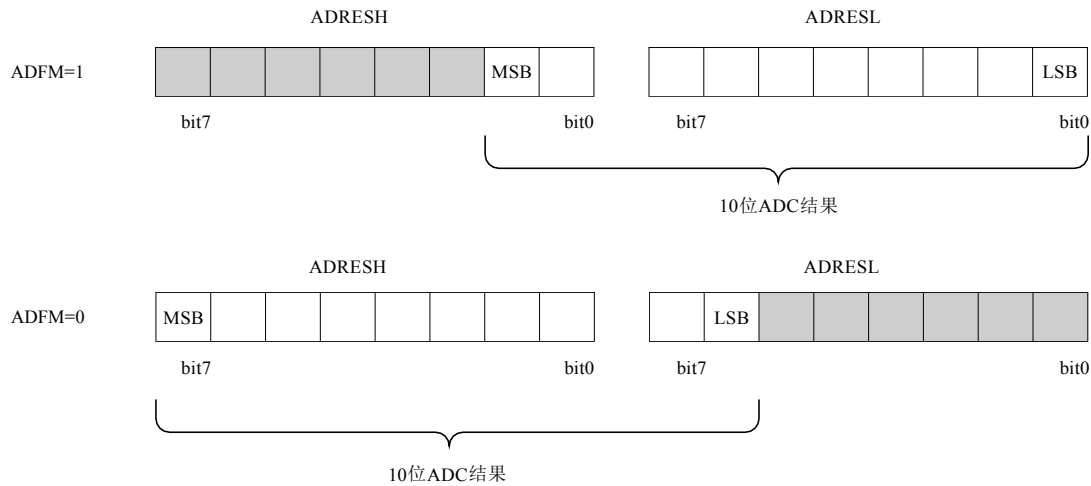 ADRESH ADRESL
ADFM=1 MSB LSB
bit7 bit0 bit7 bit0
10位ADC结果
ADRESH ADRESL
ADFM=0 MSB LSB
bit7 bit0 bit7 bit0
10位ADC结果